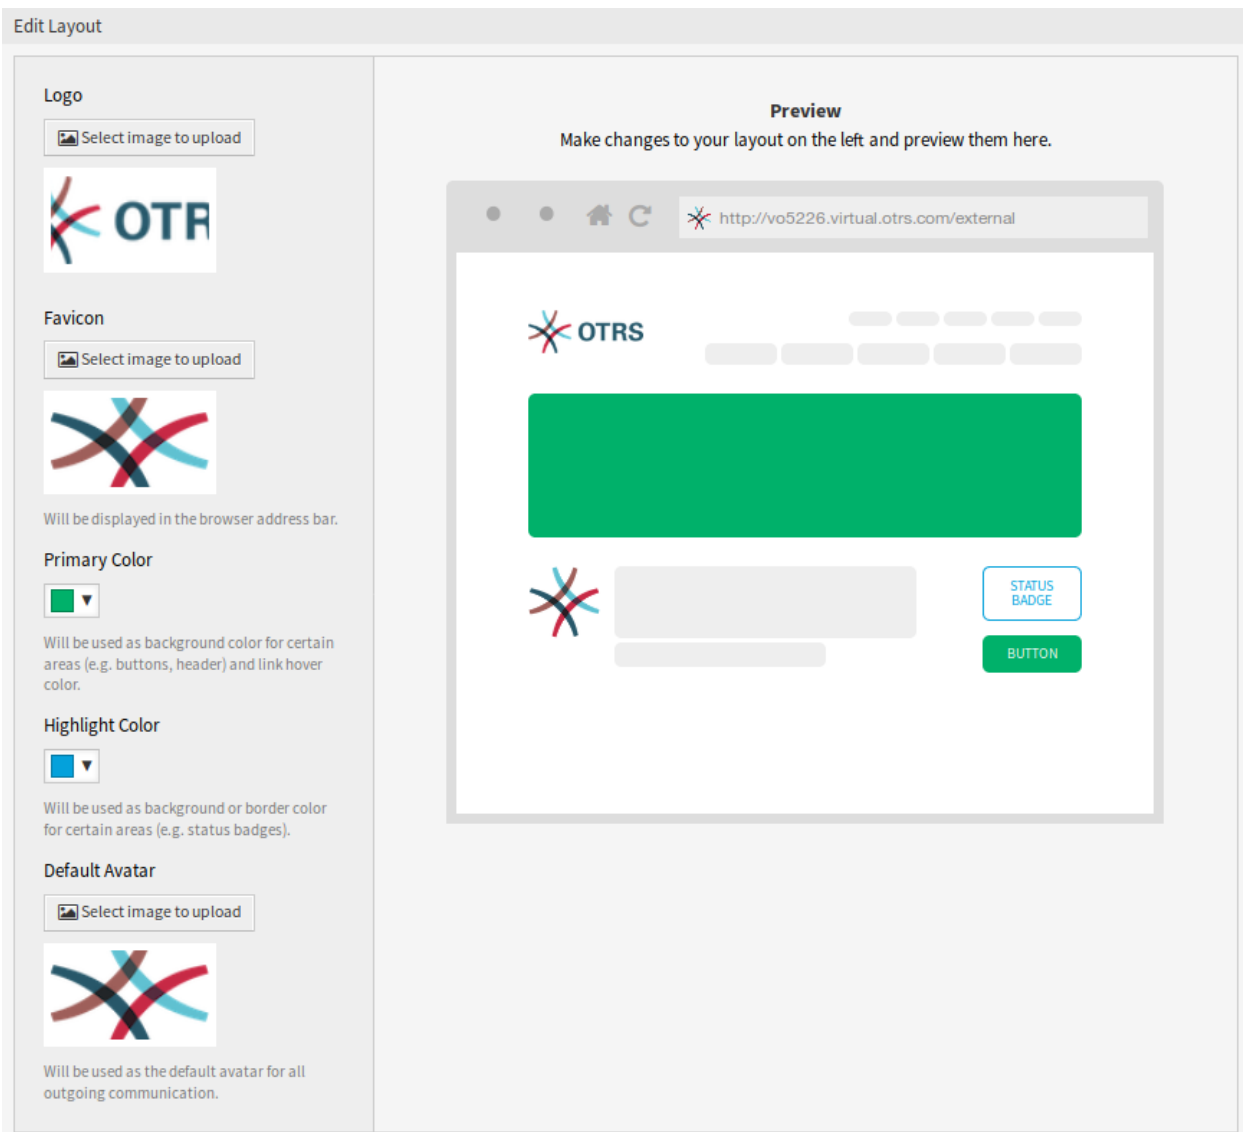 Edit Layout
Logo
Select image to upload
OTR
Favicon
Select image to upload
Will be displayed in the browser address bar.
Primary Color
Will be used as background color for certain
areas (e.g. buttons, header) and link hover
color.
Highlight Color
Will be used as background or border color
for certain areas (e.g. status badges).
Default Avatar
Select image to upload
Will be used as the default avatar for all
outgoing communication.
Preview
Make changes to your layout on the left and preview them here.
http://vo5226.virtual.otrs.com/external
OTRS
STATUS
BADGE
BUTTON